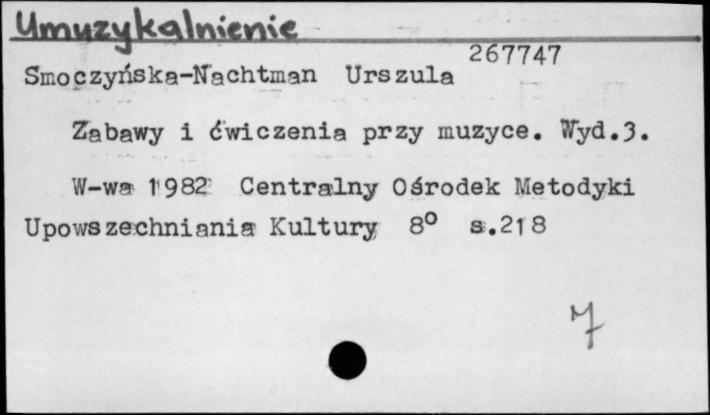 Umuzykalnienie
267747
Smoczyńska-Nachtman Urszula
Zabawy i ćwiczenia przy muzyce. Wyd.3.
W-wa 1982 Centralny Ośrodek Metodyki
Upowszechniania Kultury 8° s.218
7